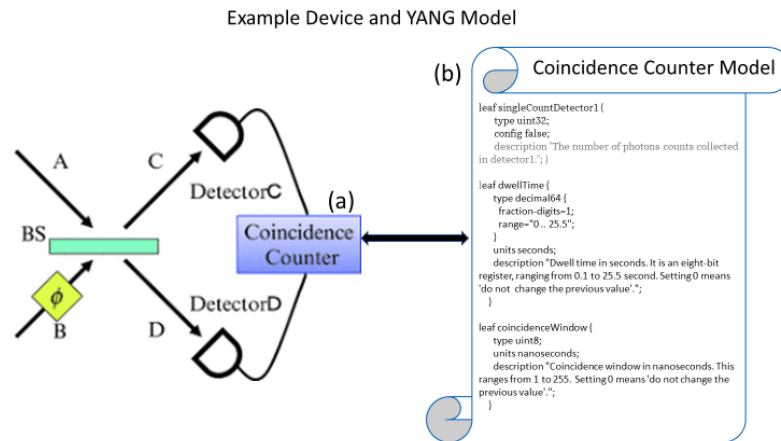 Example Device and YANG Model
(b)
Coincidence Counter Model
A
C
DetectorC
(a)
BS
Coincidence
Counter
ϕ
B
D
DetectorD
leaf singleCountDetector1 {
type uint32;
config false;
description "The number of photons counts collected
in detector1."; }
leaf dwellTime {
type decimal64 {
fraction-digits=1;
range="0 .. 25.5";
}
units seconds;
description "Dwell time in seconds. It is an eight-bit
register, ranging from 0.1 to 25.5 second. Setting 0 means
'do not change the previous value'.";
}
leaf coincidenceWindow {
type uint8;
units nanoseconds;
description "Coincidence window in nanoseconds. This
ranges from 1 to 255. Setting 0 means 'do not change the
previous value'.";
}